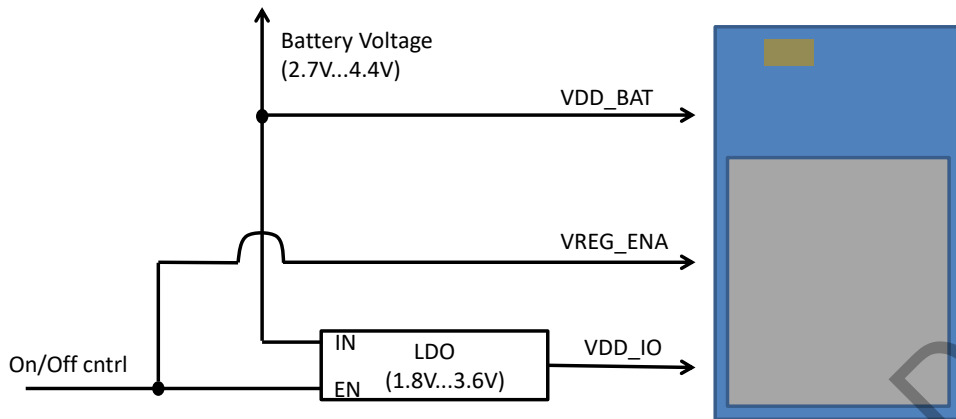 Battery Voltage
(2.7V...4.4V)
VDD_BAT
VREG_ENA
IN
LDO
VDD_IO
On/Off cntrl
EN
(1.8V...3.6V)